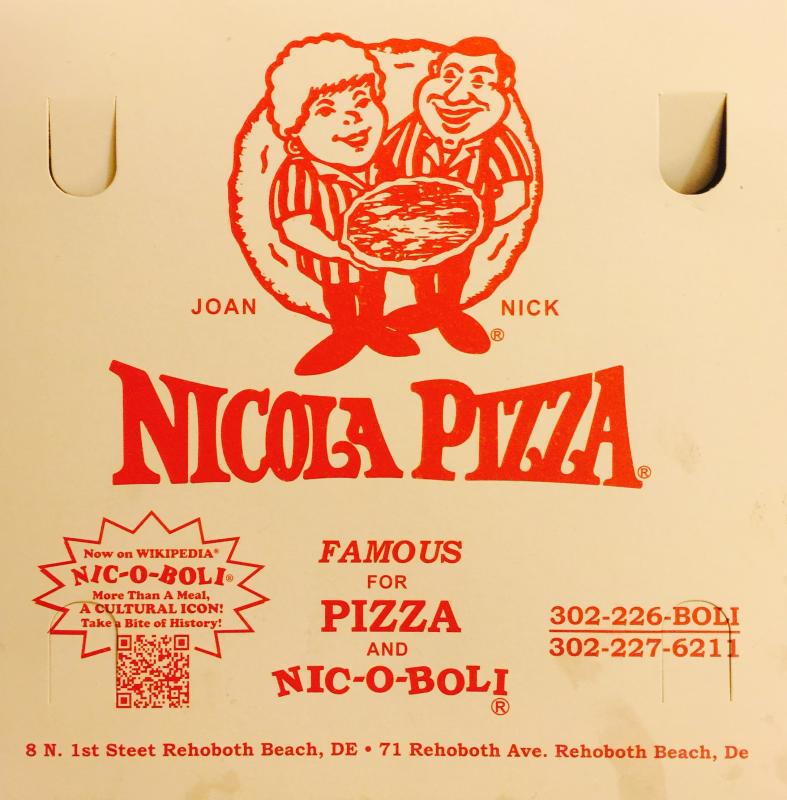 JOAN NICK
®
NICOLA PIZZA®
Now on WIKIPEDIA®
NIC-O-BOLI®
More Than A Meal,
A CULTURAL ICON!
Take a Bite of History!
FAMOUS
FOR
PIZZA
AND
NIC-O-BOLI
®
302-226-BOLI
302-227-6211
8 N. 1st Steet Rehoboth Beach, DE • 71 Rehoboth Ave. Rehoboth Beach, De